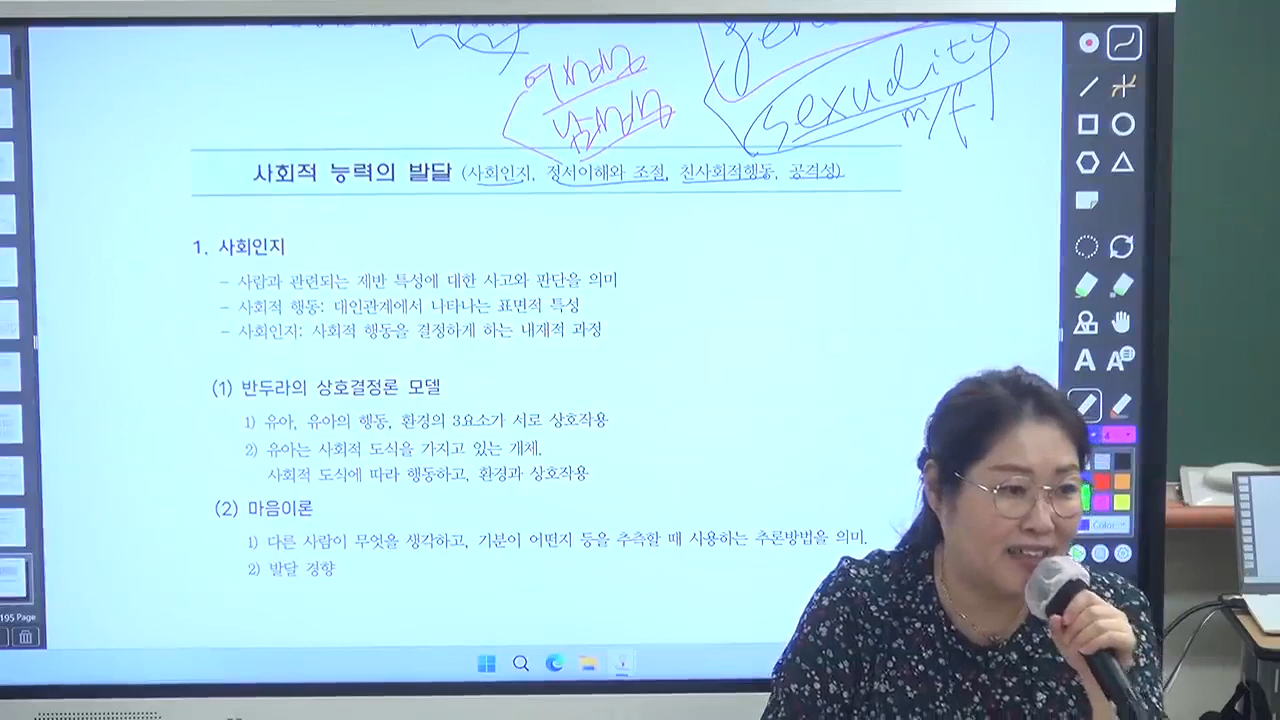 sexudity
m/f
사회적 능력의 발달 (사회인지, 정서이해와 조절, 친사회적행동, 공격성)
1. 사회인지
- 사람과 관련되는 제반 특성에 대한 사고와 판단을 의미
- 사회적 행동: 대인관계에서 나타나는 표면적 특성
- 사회인지: 사회적 행동을 결정하게 하는 내재적 과정
(1) 반두라의 상호결정론 모델
1) 유아, 유아의 행동, 환경의 3요소가 서로 상호작용
2) 유아는 사회적 도식을 가지고 있는 개체.
사회적 도식에 따라 행동하고, 환경과 상호작용
(2) 마음이론
1) 다른 사람이 무엇을 생각하고, 기분이 어떤지 등을 추측할 때 사용하는 추론방법을 의미.
2) 발달 경향
195 Page
A A
4
Color